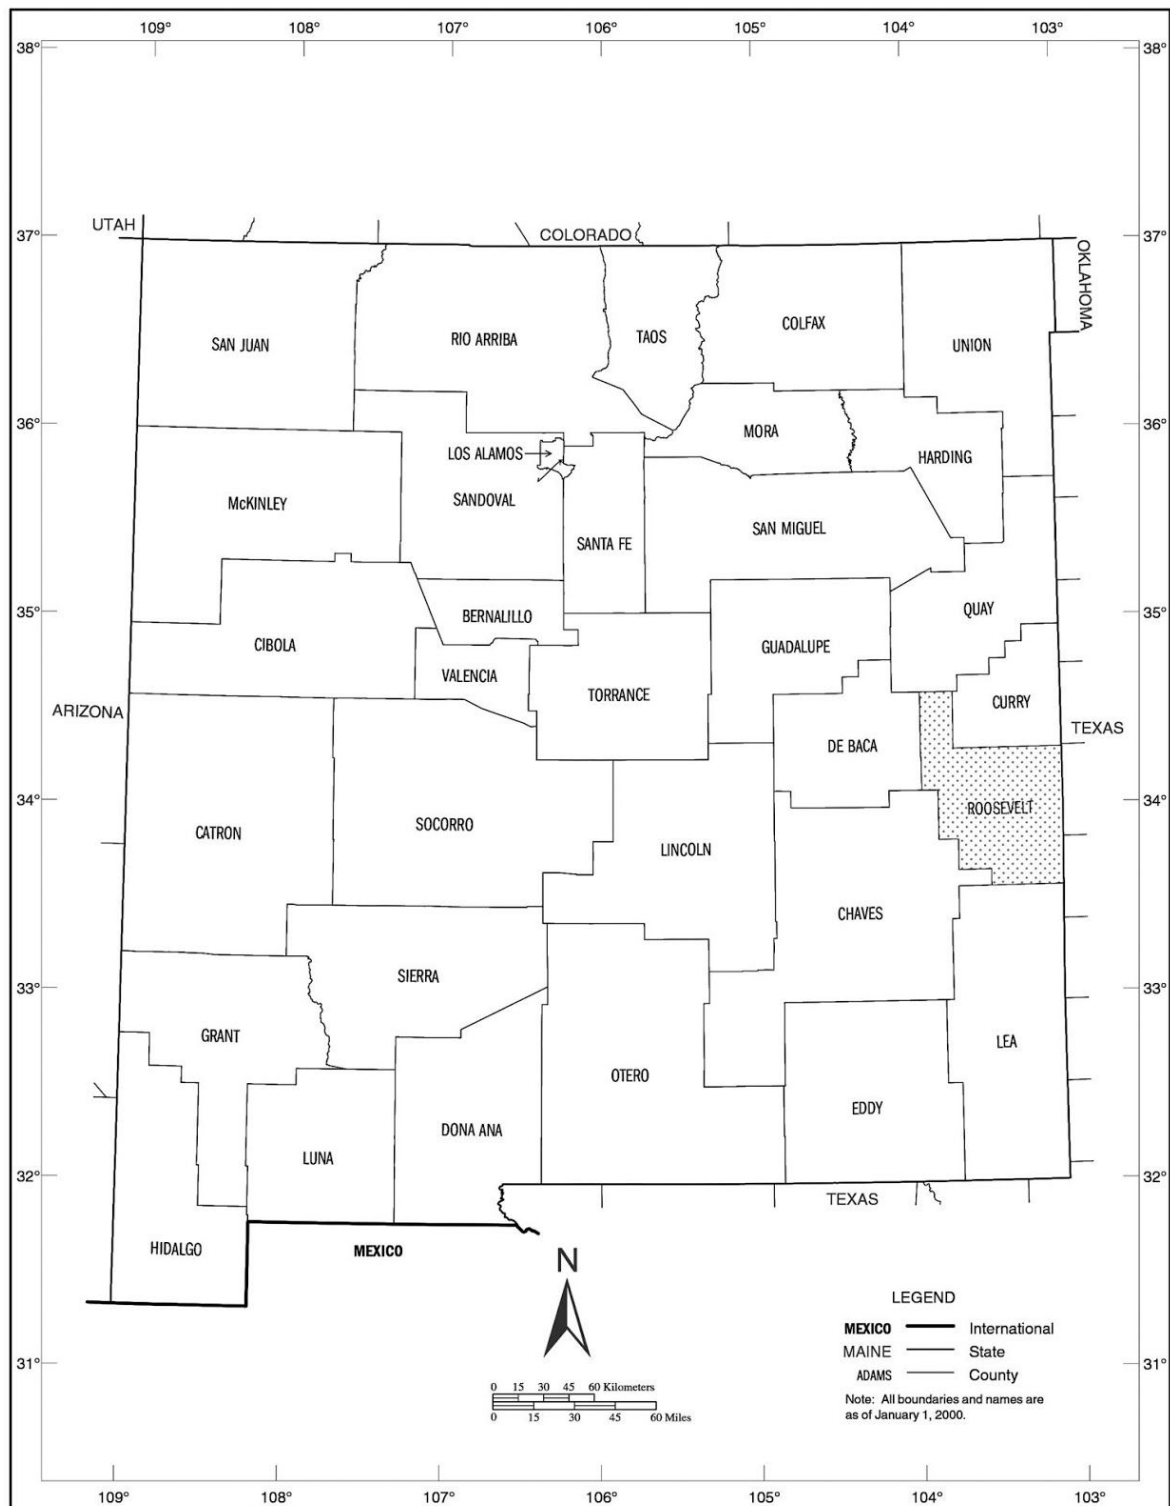 109° 108° 107° 106° 105° 104° 103°
38° 38°
UTAH
COLORADO
37° 37°
OKLAHOMA
SAN JUAN
RIO ARRIBA
TAOS
COLFAX
UNION
36° 36°
MORA
LOS ALAMOS
HARDING
McKINLEY
SANDOVAL
SAN MIGUEL
SANTA FE
35° 35°
BERNALILLO
QUAY
CIBOLA
GUADALUPE
VALENCIA
TORRANCE
CURRY
ARIZONA
TEXAS
DE BACA
34° 34°
ROOSEVELT
CATRON
SOCORRO
LINCOLN
CHAVES
SIERRA
33° 33°
GRANT
LEA
OTERO
EDDY
DONA ANA
LUNA
32° 32°
TEXAS
HIDALGO
MEXICO
N
LEGEND
MEXICO International
MAINE State
ADAMS County
Note: All boundaries and names are
as of January 1, 2000.
31° 31°
0 15 30 45 60 Kilometers
0 15 30 45 60 Miles
109° 108° 107° 106° 105° 104° 103°